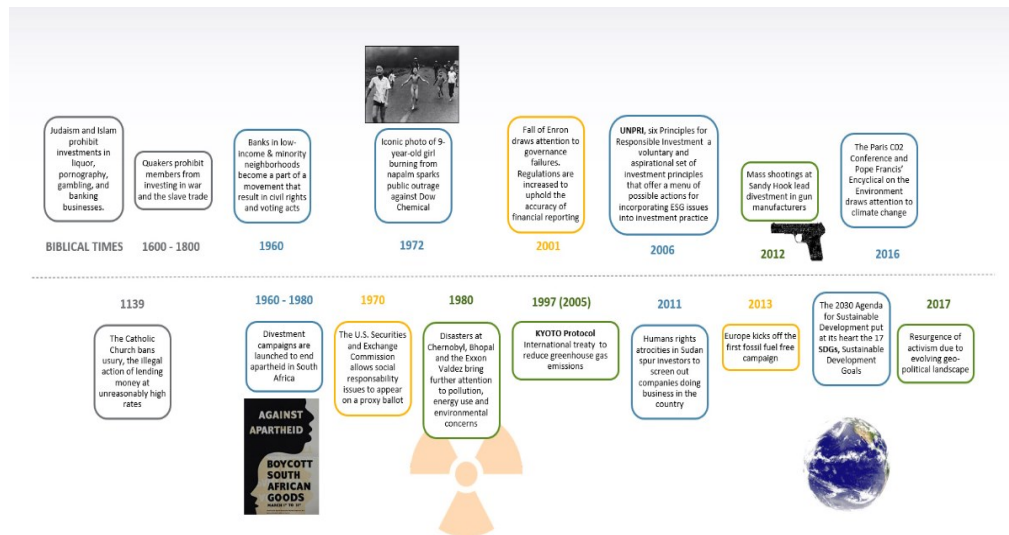 Judaism and Islam
prohibit
investments in
liquor,
pornography,
gambling, and
banking
businesses.
BIBLICAL TIMES
Quakers prohibit
members from
investing in war
and the slave trade
1600 - 1800
Banks in low-
income & minority
neighborhoods
become a part of a
movement that
result in civil rights
and voting acts
1960
Iconic photo of 9-
year-old girl
burning from
napalm sparks
public outrage
against Dow
Chemical
1972
Fall of Enron
draws attention to
governance
failures.
Regulations are
increased to
uphold the
accuracy of
financial reporting
2001
UNPRI, six Principles for
Responsible Investment a
voluntary and
aspirational set of
investment principles
that offer a menu of
possible actions for
incorporating ESG issues
into investment practice
2006
Mass shootings at
Sandy Hook lead
divestment in gun
manufacturers
2012
The Paris CO2
Conference and
Pope Francis'
Encyclical on the
Environment
draws attention to
climate change
2016
1139
The Catholic
Church bans
usury, the illegal
action of lending
money at
unreasonably high
rates
1960 - 1980
Divestment
campaigns are
launched to end
apartheid in South
Africa
AGAINST
APARTHEID
BOYCOTT
SOUTH
AFRICAN
GOODS
1970
The U.S. Securities
and Exchange
Commission
allows social
responsibility
issues to appear
on a proxy ballot
1980
Disasters at
Chernobyl, Bhopal
and the Exxon
Valdez bring
further attention
to pollution,
energy use and
environmental
concerns
1997 (2005)
KYOTO Protocol
International treaty to
reduce greenhouse gas
emissions
2011
Humans rights
atrocities in Sudan
spur investors to
screen out
companies doing
business in the
country
2013
Europe kicks off the
first fossil fuel free
campaign
The 2030 Agenda
for Sustainable
Development put
at its heart the 17
SDGs, Sustainable
Development
Goals
2017
Resurgence of
activism due to
evolving geo-
political landscape